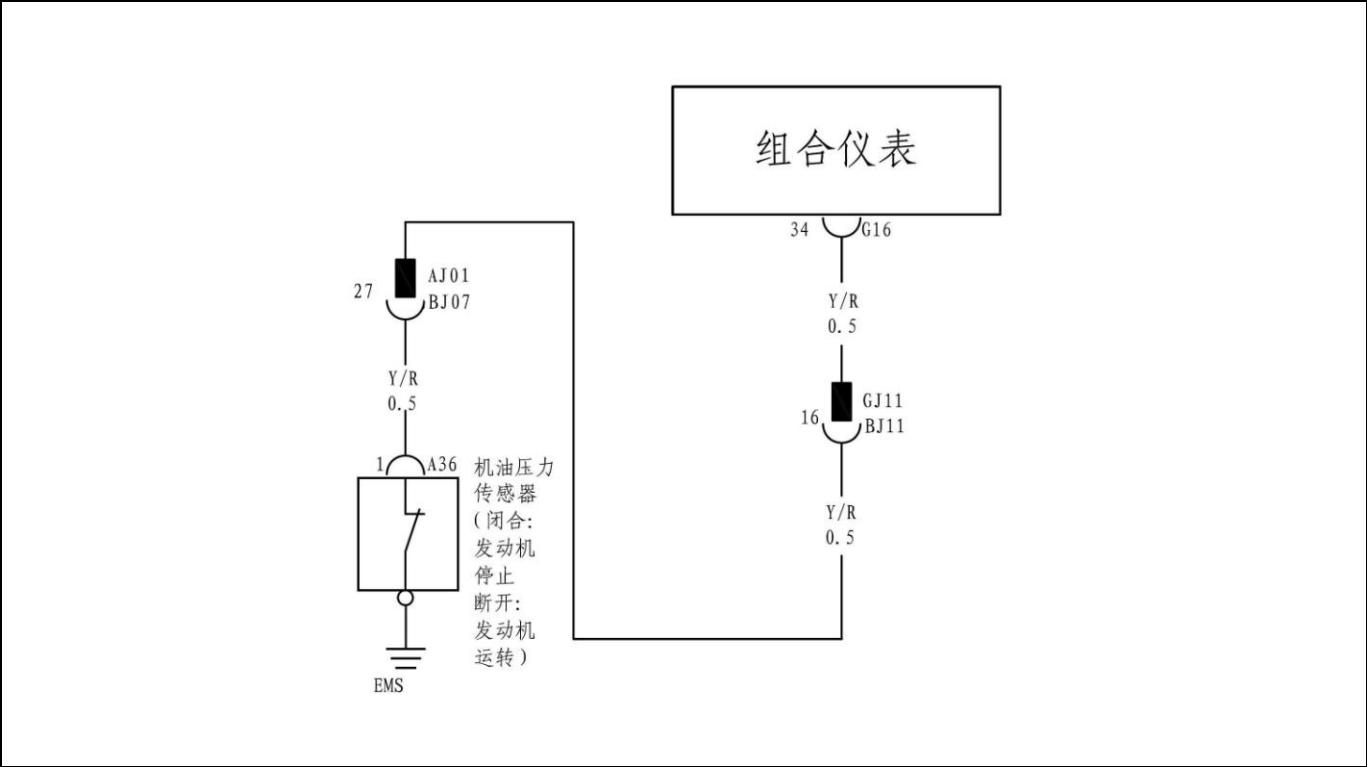 组合仪表
34 G16
Y/R
0.5
GJ11
16 BJ11
Y/R
0.5
AJ01
27 BJ07
Y/R
0.5
1 A36
机油压力
传感器
(闭合:
发动机
停止
断开:
发动机
运转)
EMS